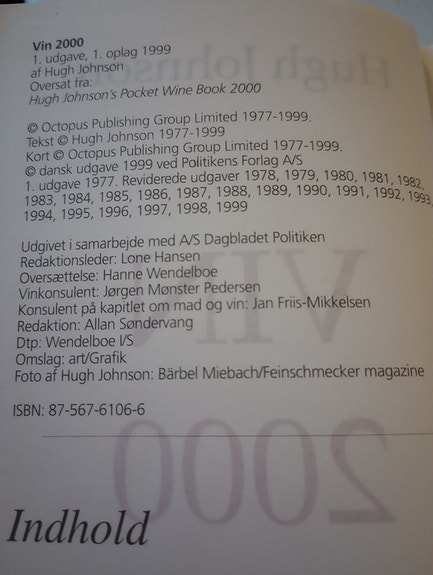 Vin 2000
1. udgave, 1. oplag 1999
af Hugh Johnson
Oversat fra:
Hugh Johnson's Pocket Wine Book 2000
© Octopus Publishing Group Limited 1977-1999.
Tekst © Hugh Johnson 1977-1999
Kort © Octopus Publishing Group Limited 1977-1999.
© dansk udgave 1999 ved Politikens Forlag A/S
1. udgave 1977. Reviderede udgaver 1978, 1979, 1980, 1981, 1982,
1983, 1984, 1985, 1986, 1987, 1988, 1989, 1990, 1991, 1992, 1993,
1994, 1995, 1996, 1997, 1998, 1999
Udgivet i samarbejde med A/S Dagbladet Politiken
Redaktionsleder: Lone Hansen
Oversættelse: Hanne Wendelboe
Vinkonsulent: Jørgen Mønster Pedersen
Konsulent på kapitlet om mad og vin: Jan Friis-Mikkelsen
Redaktion: Allan Søndervang
Dtp: Wendelboe I/S
Omslag: art/Grafik
Foto af Hugh Johnson: Bärbel Miebach/Feinschmecker magazine
ISBN: 87-567-6106-6
Indhold